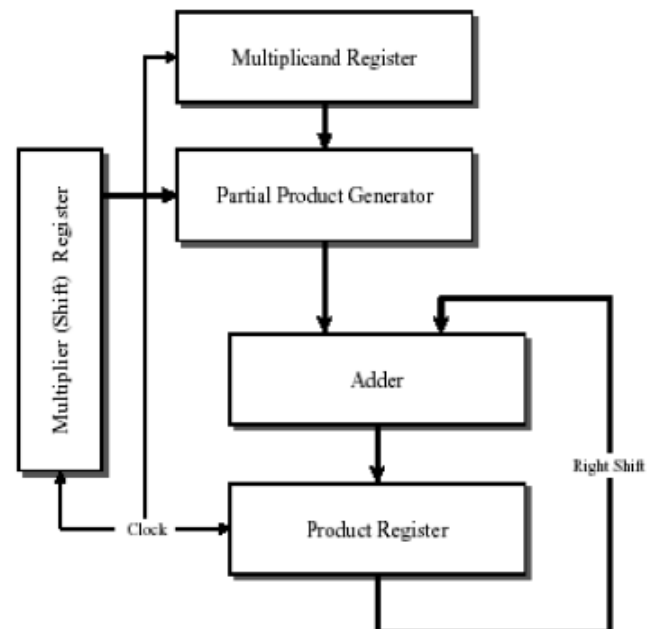 Multiplicand Register
Partial Product Generator
Multiplier (Shift) Register
Adder
Right Shift
Clock
Product Register